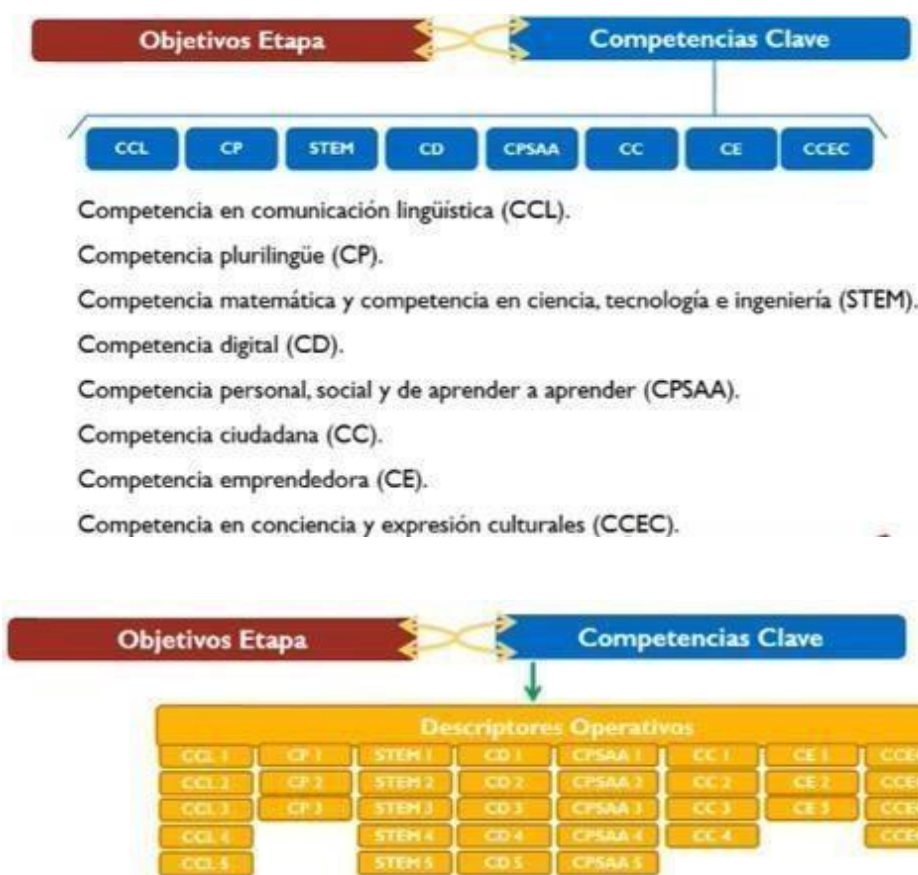 Objetivos Etapa Competencias Clave
CCL CP STEM CD CPSAA CC CE CCEC
Competencia en comunicación lingüística (CCL).
Competencia plurilingüe (CP).
Competencia matemática y competencia en ciencia, tecnología e ingeniería (STEM).
Competencia digital (CD).
Competencia personal, social y de aprender a aprender (CPSAA).
Competencia ciudadana (CC).
Competencia emprendedora (CE).
Competencia en conciencia y expresión culturales (CCEC).
Objetivos Etapa Competencias Clave
Descriptores Operativos
CCL 1 CP 1 STEM 1 CD 1 CPSAA 1 CC 1 CE 1
CCL 2 CP 2 STEM 2 CD 2 CPSAA 2 CC 2 CE 2
CCL 3 CP 3 STEM 3 CD 3 CPSAA 3 CC 3 CE 3
CCL 4 STEM 4 CD 4 CPSAA 4 CC 4
CCL 5 STEM 5 CD 5 CPSAA 5